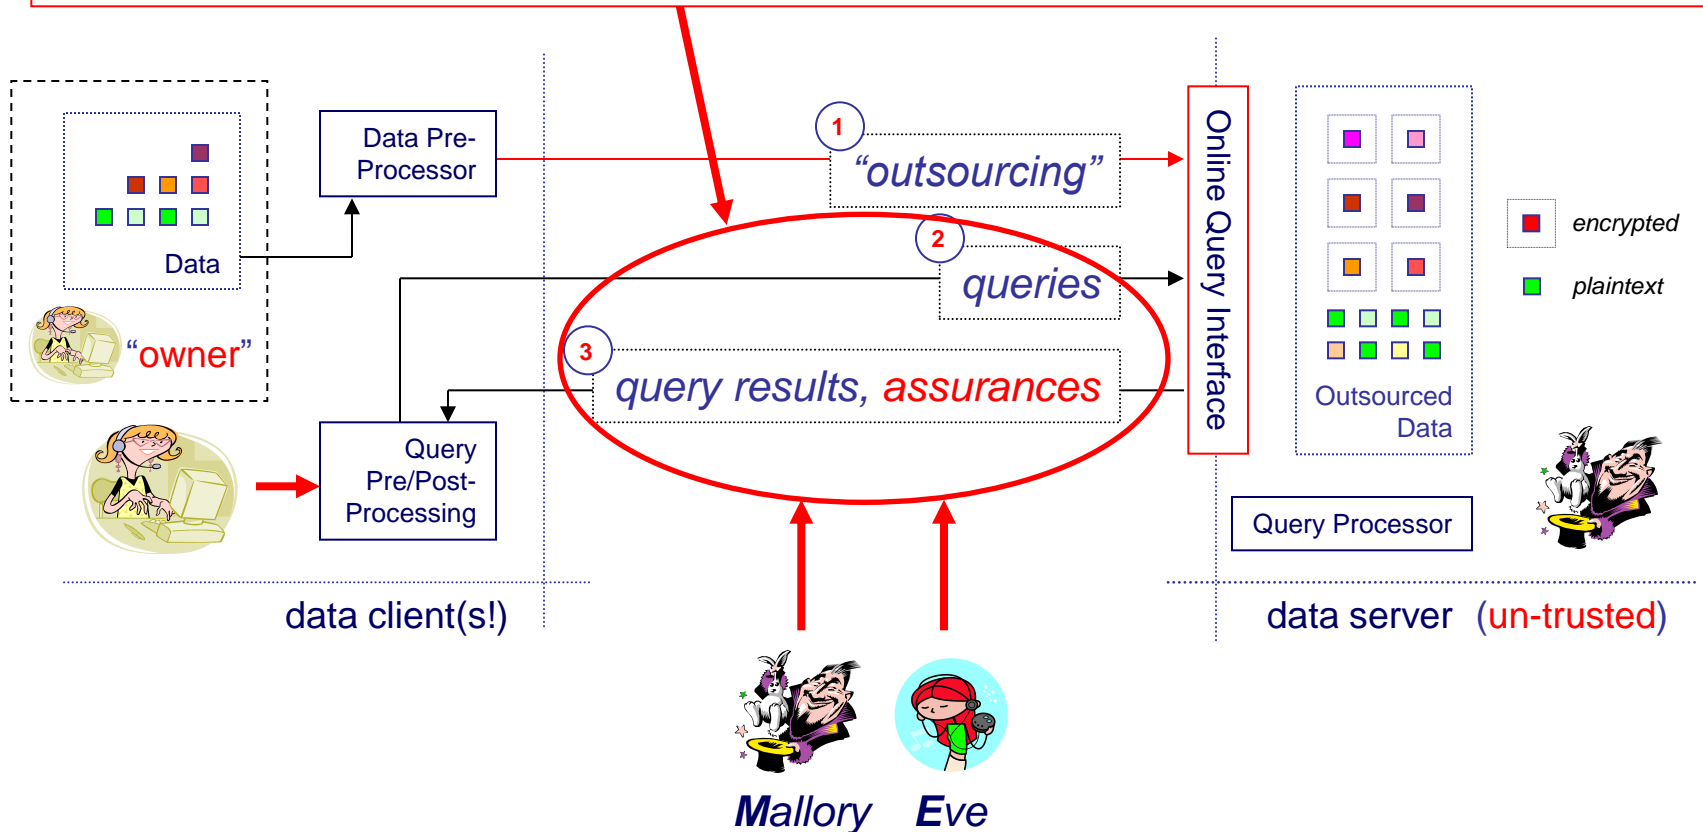 Data Pre-
Processor
1
“outsourcing”
Data
2
queries
“owner”
3
query results, assurances
Query
Pre/Post-
Processing
Online Query Interface
Outsourced
Data
encrypted
plaintext
Query Processor
data client(s!)
data server (un-trusted)
Mallory
Eve